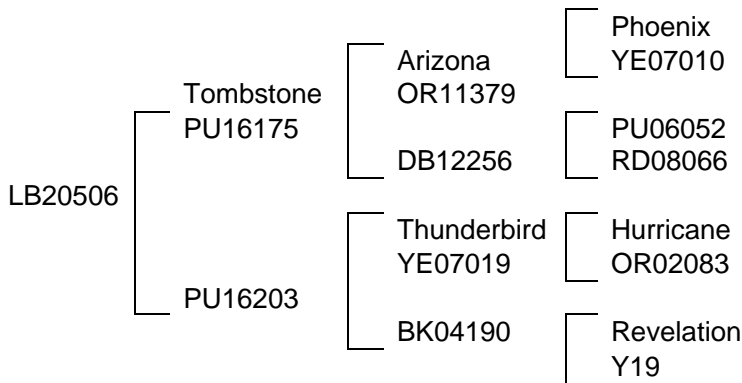 Phoenix
Arizona
YE07010
Tombstone
OR11379
PU16175
PU06052
DB12256
RD08066
LB20506
Thunderbird
Hurricane
YE07019
OR02083
PU16203
BK04190
Revelation
Y19